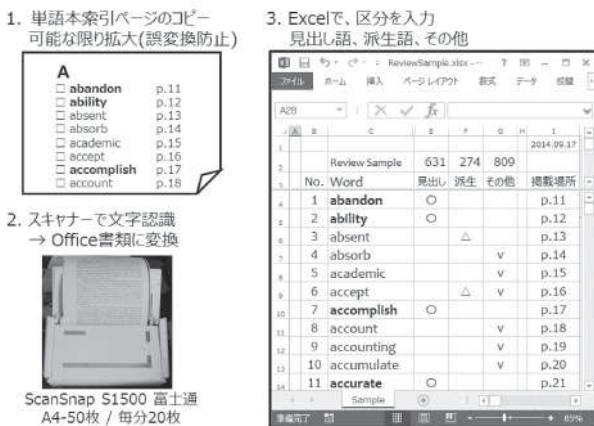 1. 単語本索引ページのコピー
可能な限り拡大(誤変換防止)
A
□ abandon p.11
□ ability p.12
□ absent p.13
□ absorb p.14
□ academic p.15
□ accept p.16
□ accomplish p.17
□ account p.18
2. スキャナーで文字認識
→ Office書類に変換
ScanSnap S1500 富士通
A4-50枚 / 毎分20枚
3. Excelで、区分を入力
見出し語、派生語、その他
ReviewSample.xlsx
ファイル ホーム 挿入 ページ レイアウト 数式 データ 校閲
A28
2014.09.17
Review Sample 631 274 809
No. Word 見出し 派生 その他 掲載場所
1 abandon ○ p.11
2 ability ○ p.12
3 absent △ p.13
4 absorb v p.14
5 academic v p.15
6 accept △ v p.16
7 accomplish ○ p.17
8 account v p.18
9 accounting v p.19
10 accumulate v p.20
11 accurate ○ p.21
Sample
準備完了 85%